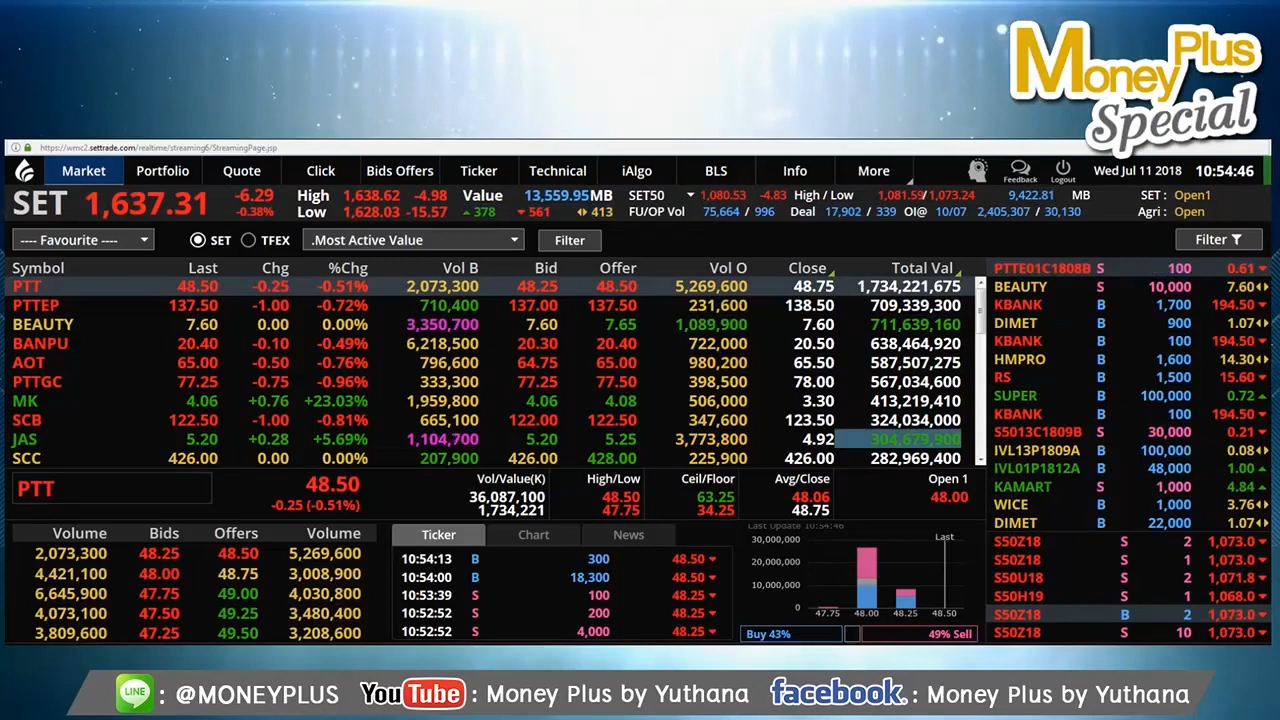 Money Plus
Special
https://wmc2.settrade.com/realtime/streaming6/StreamingPage.jsp
Market Portfolio Quote Click Bids Offers Ticker Technical iAlgo BLS Info More Feedback Logout Wed Jul 11 2018 10:54:46
SET 1,637.31 -6.29 -0.38%
High 1,638.62 -4.98 Value 13,559.95 MB SET50 1,080.53 -4.83 High / Low 1,081.59/1,073.24 9,422.81 MB SET : Open1
Low 1,628.03 -15.57 378 561 413 FU/OP Vol 75,664 / 996 Deal 17,902 / 339 OI@ 10/07 2,405,307 / 30,130 Agri : Open
---- Favourite ---- SET TFEX .Most Active Value Filter Filter
Symbol Last Chg %Chg Vol B Bid Offer Vol O Close Total Val
PTT 48.50 -0.25 -0.51% 2,073,300 48.25 48.50 5,269,600 48.75 1,734,221,675
PTTEP 137.50 -1.00 -0.72% 710,400 137.00 137.50 231,600 138.50 709,339,300
BEAUTY 7.60 0.00 0.00% 3,350,700 7.60 7.65 1,089,900 7.60 711,639,160
BANPU 20.40 -0.10 -0.49% 6,218,500 20.30 20.40 722,000 20.50 638,464,920
AOT 65.00 -0.50 -0.76% 796,600 64.75 65.00 980,200 65.50 587,507,275
PTTGC 77.25 -0.75 -0.96% 333,300 77.25 77.50 398,500 78.00 567,034,600
MK 4.06 +0.76 +23.03% 1,959,800 4.06 4.08 506,000 3.30 413,219,410
SCB 122.50 -1.00 -0.81% 665,100 122.00 122.50 347,600 123.50 324,034,000
JAS 5.20 +0.28 +5.69% 1,104,700 5.20 5.25 3,773,800 4.92 304,679,900
SCC 426.00 0.00 0.00% 207,900 426.00 428.00 225,900 426.00 282,969,400
PTTE01C1808B S 100 0.61
BEAUTY S 10,000 7.60
KBANK B 1,700 194.50
DIMET B 900 1.07
KBANK B 100 194.50
HMPRO B 1,600 14.30
RS B 1,500 15.60
SUPER B 100,000 0.72
KBANK B 100 194.50
S5013C1809B S 30,000 0.21
IVL13P1809A B 100,000 0.08
IVL01P1812A B 48,000 1.00
KAMART S 1,000 4.84
WICE B 1,000 3.76
DIMET B 22,000 1.07
S50Z18 S 2 1,073.0
S50Z18 S 1 1,073.0
S50U18 S 2 1,071.8
S50H19 S 1 1,068.0
S50Z18 B 2 1,073.0
S50Z18 S 10 1,073.0
PTT 48.50 -0.25 (-0.51%)
Vol/Value(K) High/Low Ceil/Floor Avg/Close Open 1
36,087,100 48.50 63.25 48.06 48.00
1,734,221 47.75 34.25 48.75
Volume Bids Offers Volume
2,073,300 48.25 48.50 5,269,600
4,421,100 48.00 48.75 3,008,900
6,645,900 47.75 49.00 4,030,800
4,073,100 47.50 49.25 3,480,400
3,809,600 47.25 49.50 3,208,600
Ticker Chart News
10:54:13 B 300 48.50
10:54:00 B 18,300 48.50
10:53:39 S 100 48.25
10:52:52 S 200 48.25
10:52:52 S 4,000 48.25
Last Update 10:54:46
Last
30,000,000
20,000,000
10,000,000
0
47.75 48.00 48.25 48.50
Buy 43% 49% Sell
LINE : @MONEYPLUS YouTube : Money Plus by Yuthana facebook. : Money Plus by Yuthana